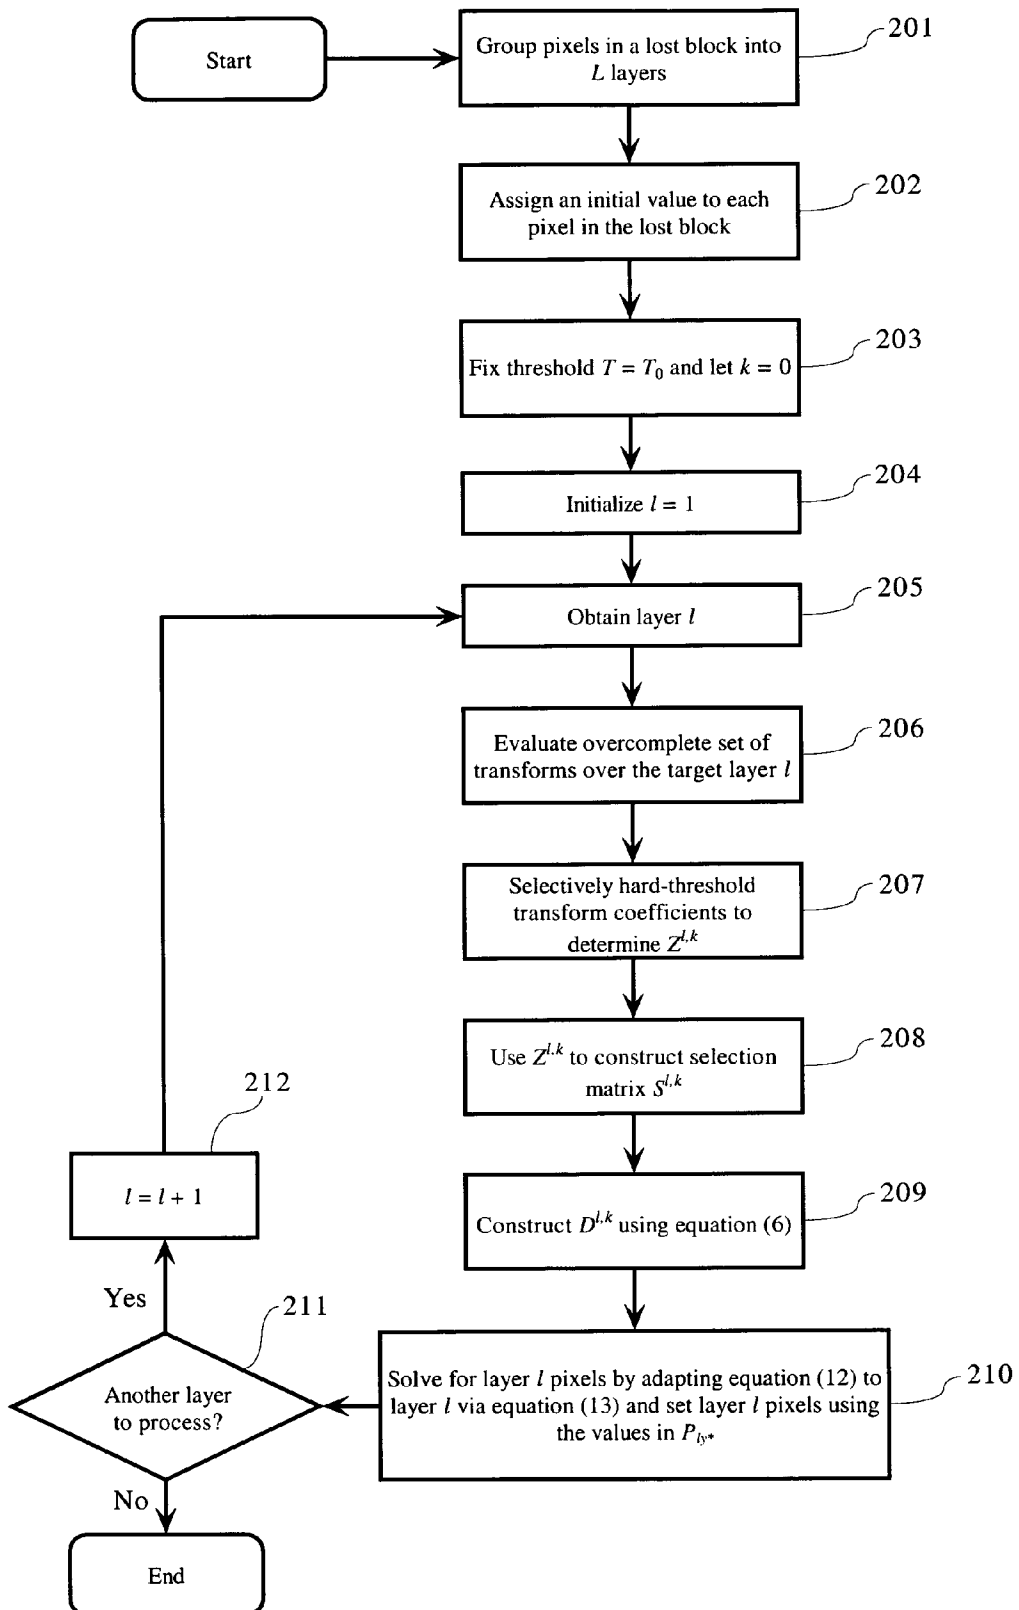 Start
Group pixels in a lost block into
L layers
201
Assign an initial value to each
pixel in the lost block
202
Fix threshold T = T₀ and let k = 0
203
Initialize l = 1
204
Obtain layer l
205
Evaluate overcomplete set of
transforms over the target layer l
206
Selectively hard-threshold
transform coefficients to
determine Z^{l,k}
207
Use Z^{l,k} to construct selection
matrix S^{l,k}
208
Construct D^{l,k} using equation (6)
209
Solve for layer l pixels by adapting equation (12) to
layer l via equation (13) and set layer l pixels using
the values in P_{ly*}
210
Another layer
to process?
211
Yes
l = l + 1
212
No
End